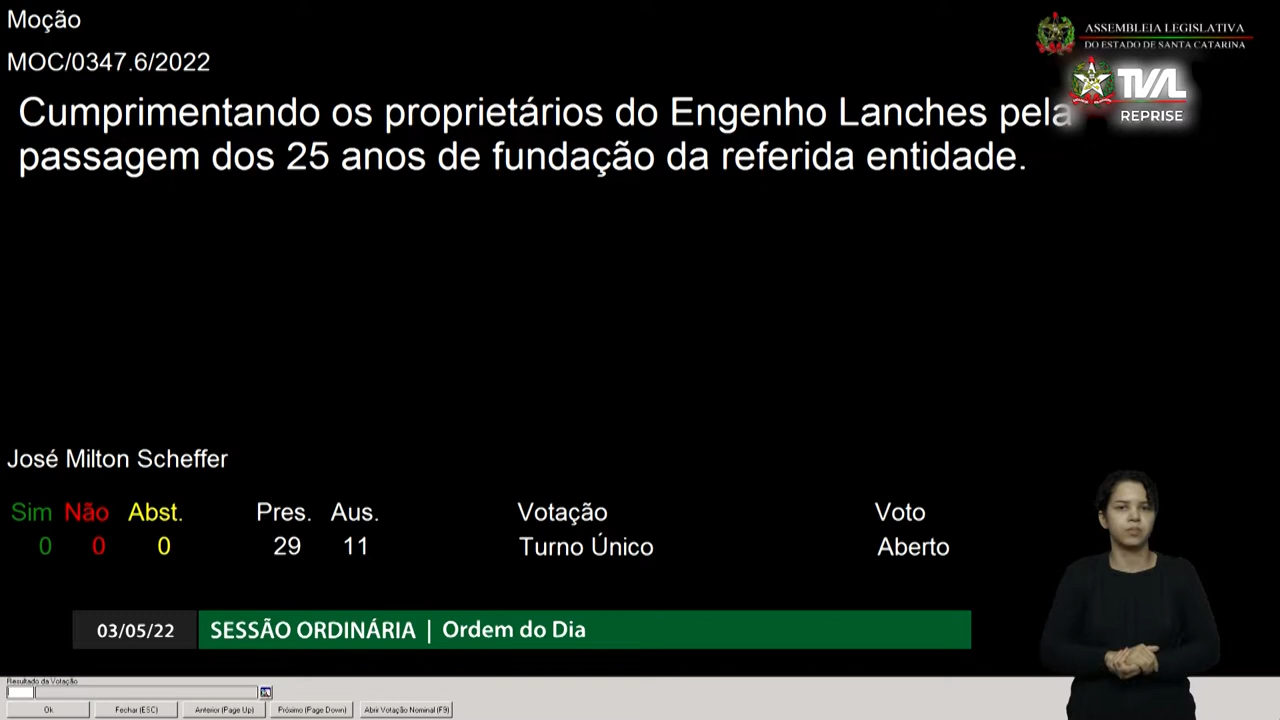 Moção
MOC/0347.6/2022
ASSEMBLEIA LEGISLATIVA
DO ESTADO DE SANTA CATARINA
TVAL
REPRISE
Cumprimentando os proprietários do Engenho Lanches pela
passagem dos 25 anos de fundação da referida entidade.
José Milton Scheffer
Sim Não Abst. Pres. Aus. Votação Voto
0 0 0 29 11 Turno Único Aberto
03/05/22 SESSÃO ORDINÁRIA | Ordem do Dia
Resultado da Votação
Ok Fechar (ESC) Anterior (Page Up) Próximo (Page Down) Abrir Votação Nominal (F9)